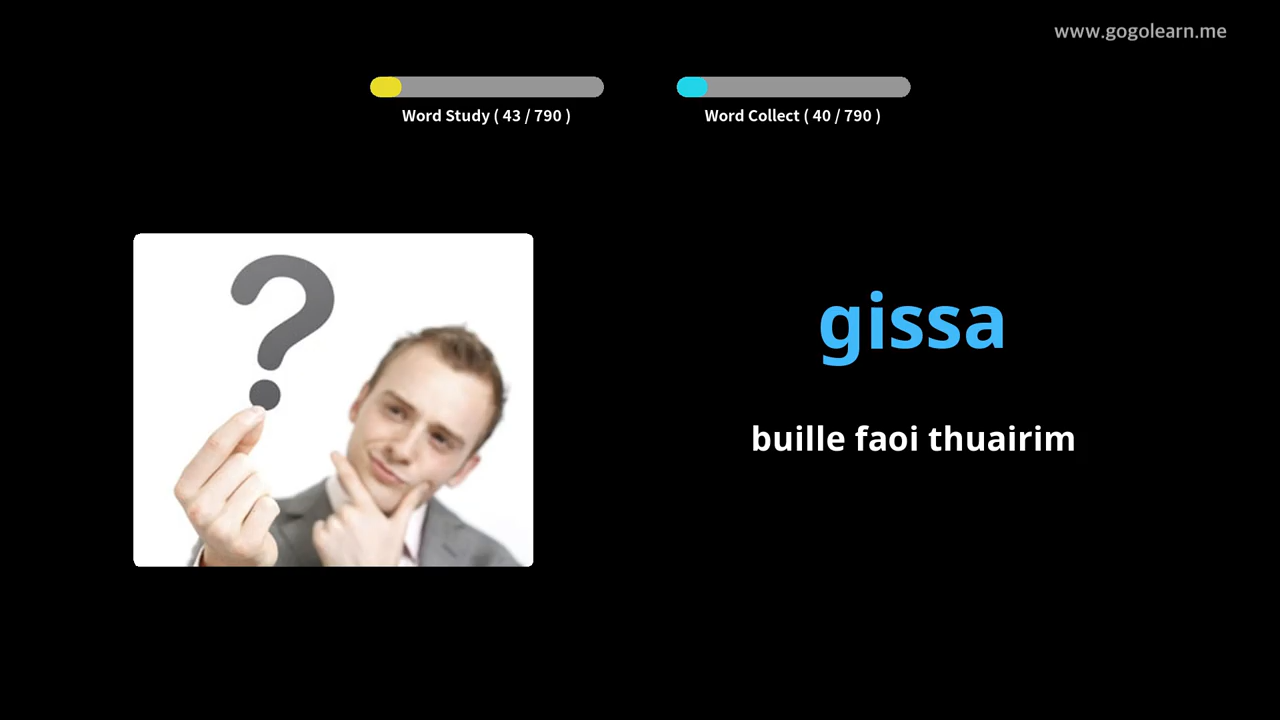 www.gogolearn.me
Word Study ( 43 / 790 )
Word Collect ( 40 / 790 )
gissa
buille faoi thuairim